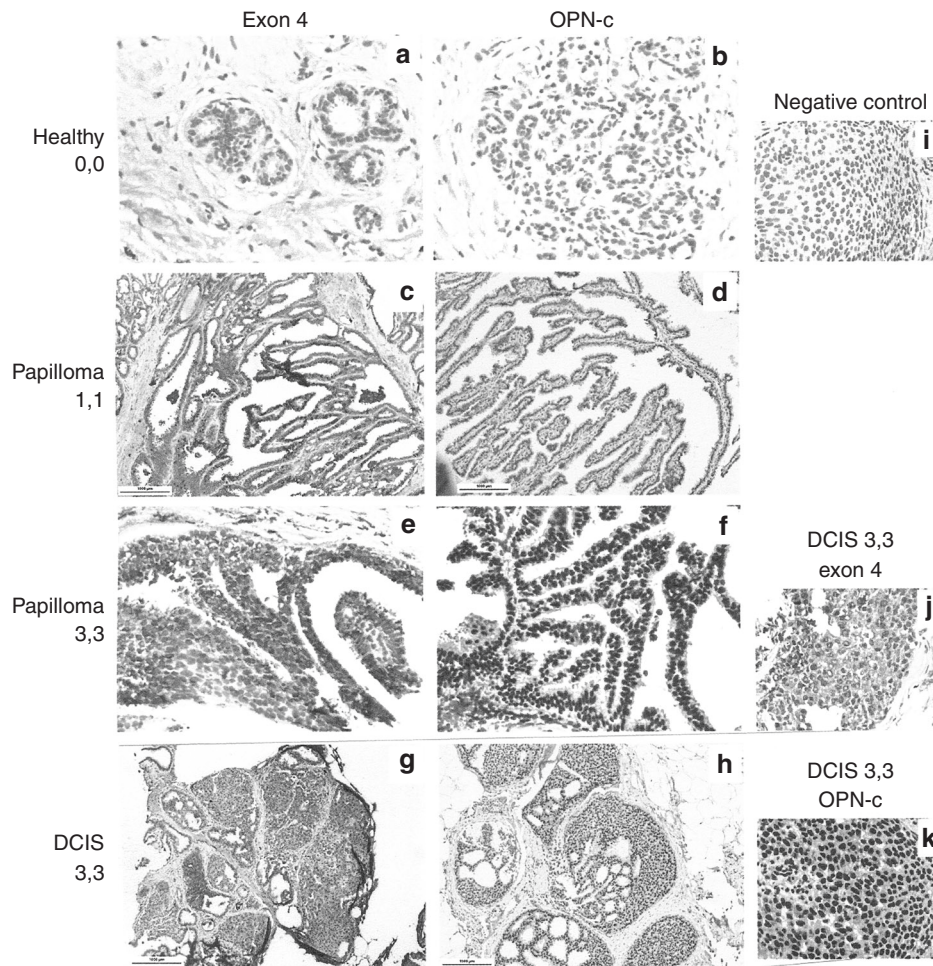 Exon 4
OPN-c
a
b
Healthy
0,0
Negative control
i
c
d
Papilloma
1,1
e
f
Papilloma
3,3
DCIS 3,3
exon 4
j
g
h
DCIS
3,3
DCIS 3,3
OPN-c
k